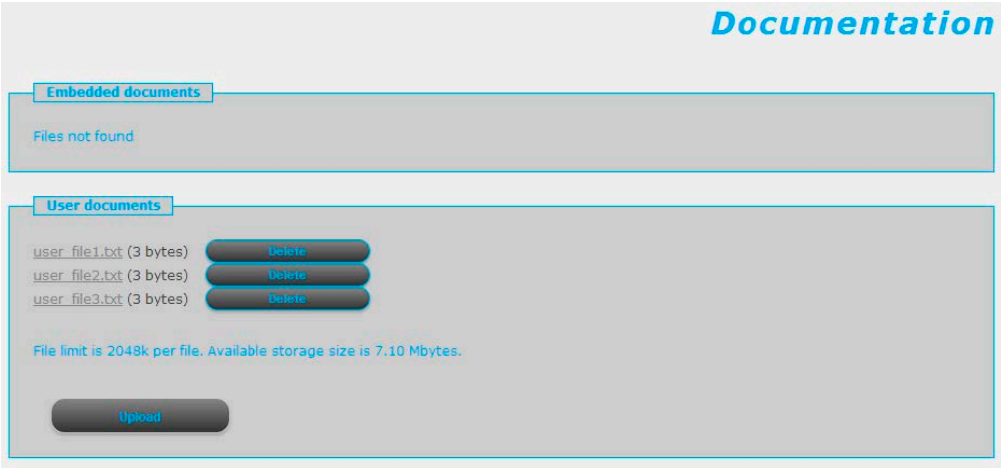 Documentation
Embedded documents
Files not found
User documents
user_file1.txt (3 bytes) Delete
user_file2.txt (3 bytes) Delete
user_file3.txt (3 bytes) Delete
File limit is 2048k per file. Available storage size is 7.10 Mbytes.
Upload